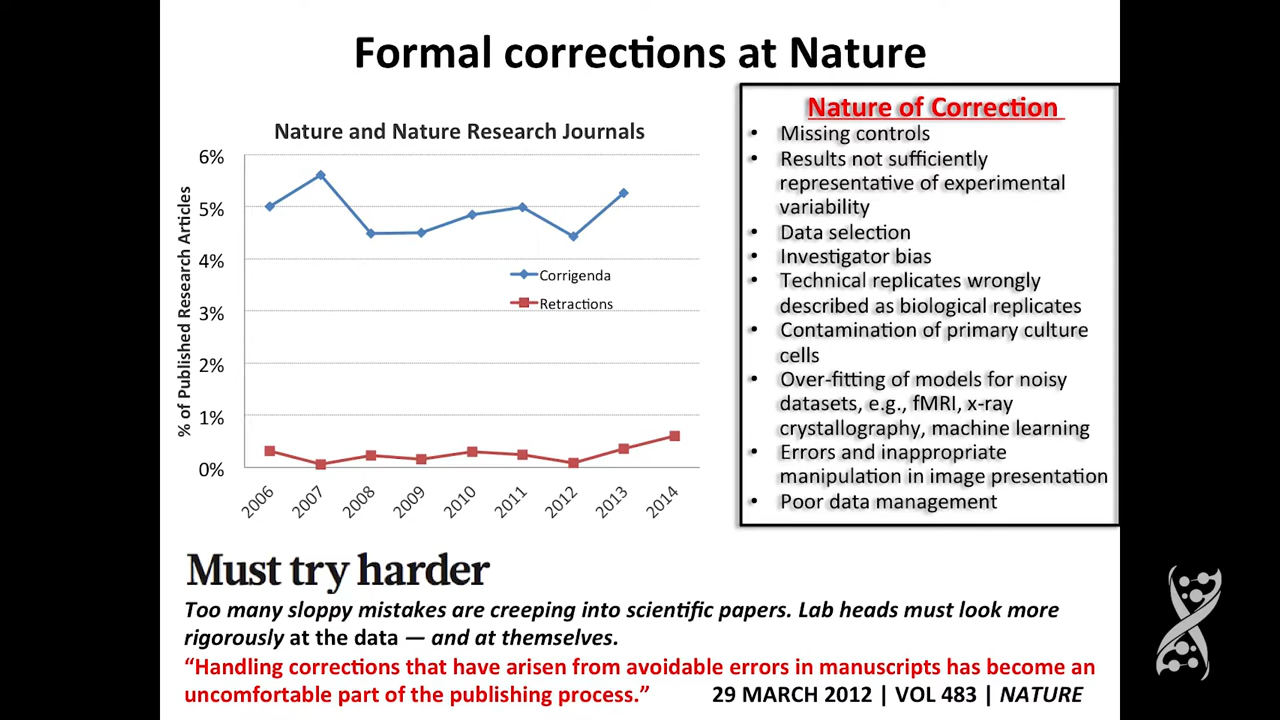 Formal corrections at Nature
Nature and Nature Research Journals
% of Published Research Articles
6%
5%
4%
3%
2%
1%
0%
2006
2007
2008
2009
2010
2011
2012
2013
2014
Corrigenda
Retractions
Nature of Correction
• Missing controls
• Results not sufficiently
representative of experimental
variability
• Data selection
• Investigator bias
• Technical replicates wrongly
described as biological replicates
• Contamination of primary culture
cells
• Over-fitting of models for noisy
datasets, e.g., fMRI, x-ray
crystallography, machine learning
• Errors and inappropriate
manipulation in image presentation
• Poor data management
Must try harder
Too many sloppy mistakes are creeping into scientific papers. Lab heads must look more
rigorously at the data — and at themselves.
“Handling corrections that have arisen from avoidable errors in manuscripts has become an
uncomfortable part of the publishing process.” 29 MARCH 2012 | VOL 483 | NATURE